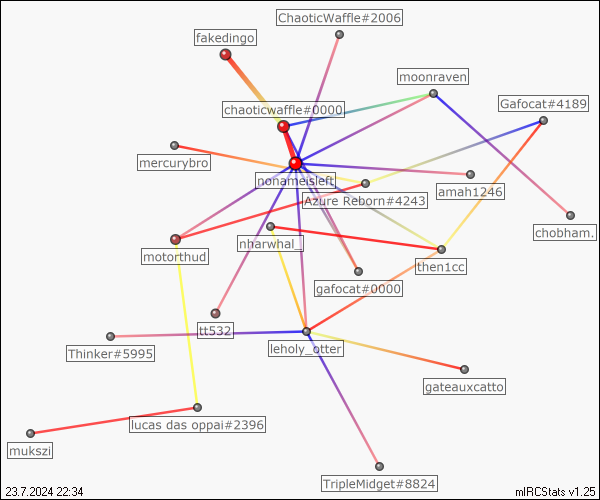 ChaoticWaffle#2006
fakedingo
moonraven
chaoticwaffle#0000
Gafocat#4189
mercurybro
nonameisleft
amah1246
Azure Reborn#4243
chobham.
nharwhal_
motorthud
then1cc
gafocat#0000
tt532
Thinker#5995
leholy_otter
gateauxcatto
lucas das oppai#2396
mukszi
TripleMidget#8824
23.7.2024 22:34
mIRCStats v1.25